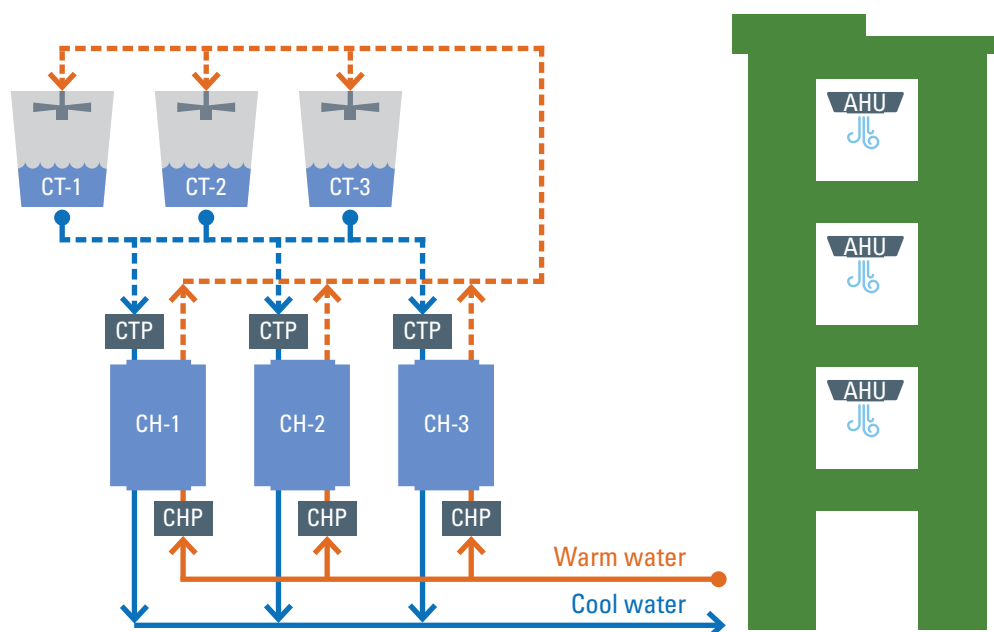 CT-1
CT-2
CT-3
AHU
AHU
AHU
CTP
CTP
CTP
CH-1
CH-2
CH-3
CHP
CHP
CHP
Warm water
Cool water